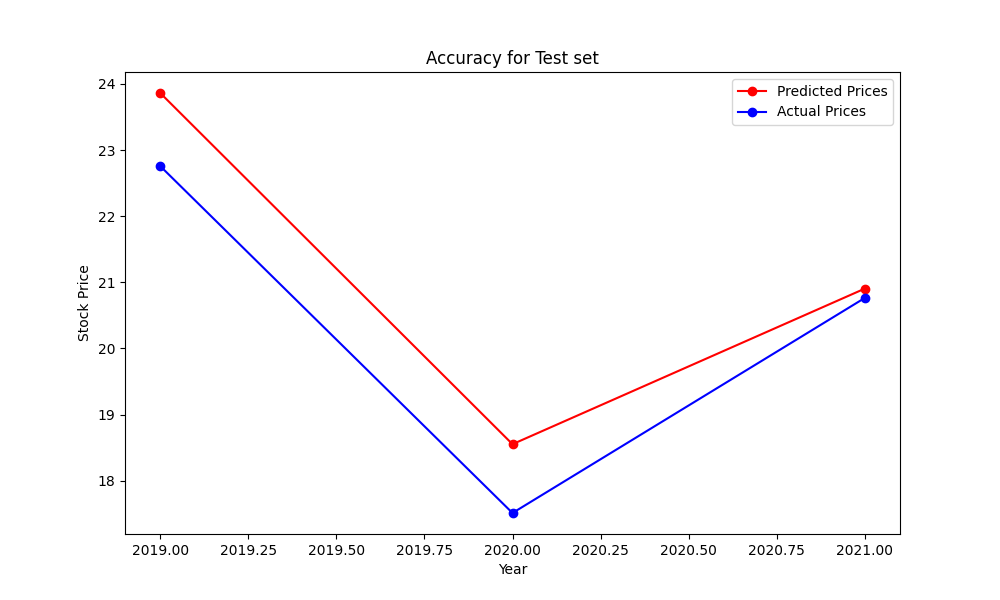 Accuracy for Test set
Predicted Prices
Actual Prices
24
23
22
21
20
19
18
Stock Price
2019.00 2019.25 2019.50 2019.75 2020.00 2020.25 2020.50 2020.75 2021.00
Year